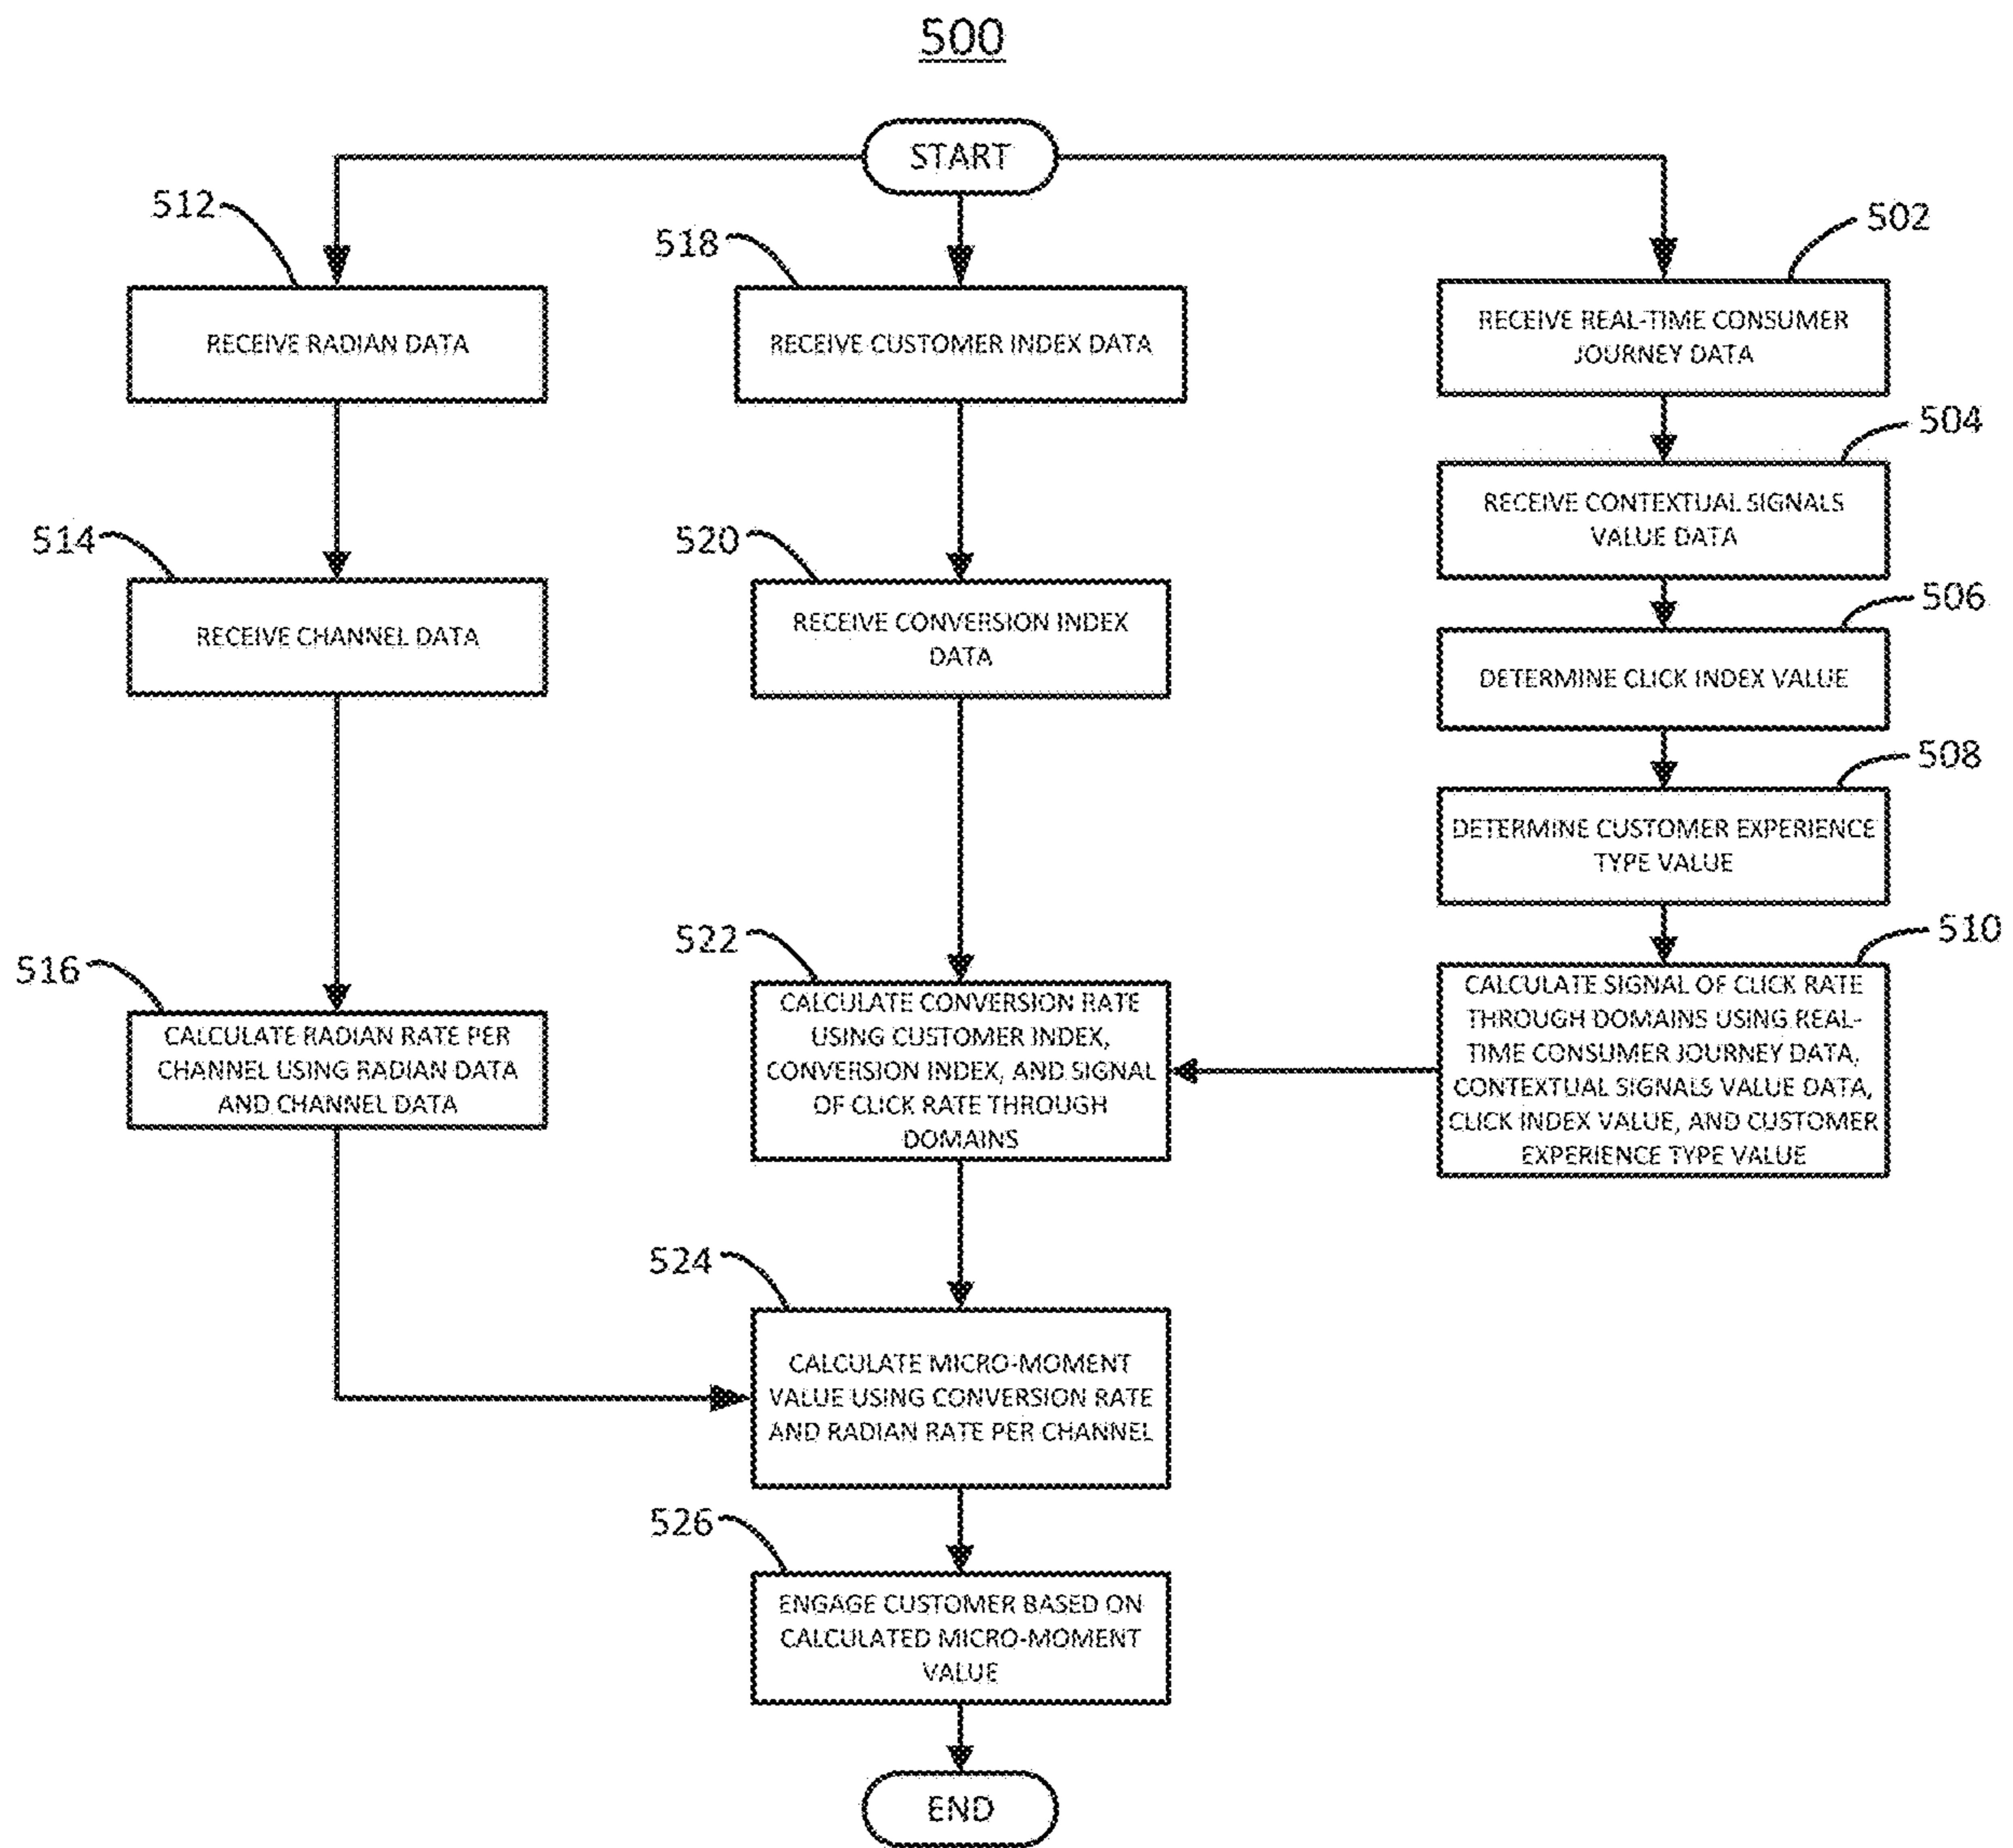 500
START
512
RECEIVE RADIAN DATA
514
RECEIVE CHANNEL DATA
516
CALCULATE RADIAN RATE PER
CHANNEL USING RADIAN DATA
AND CHANNEL DATA
518
RECEIVE CUSTOMER INDEX DATA
520
RECEIVE CONVERSION INDEX
DATA
522
CALCULATE CONVERSION RATE
USING CUSTOMER INDEX,
CONVERSION INDEX, AND SIGNAL
OF CLICK RATE THROUGH
DOMAINS
502
RECEIVE REAL-TIME CONSUMER
JOURNEY DATA
504
RECEIVE CONTEXTUAL SIGNALS
VALUE DATA
506
DETERMINE CLICK INDEX VALUE
508
DETERMINE CUSTOMER EXPERIENCE
TYPE VALUE
510
CALCULATE SIGNAL OF CLICK RATE
THROUGH DOMAINS USING REAL-
TIME CONSUMER JOURNEY DATA,
CONTEXTUAL SIGNALS VALUE DATA,
CLICK INDEX VALUE, AND CUSTOMER
EXPERIENCE TYPE VALUE
524
CALCULATE MICRO-MOMENT
VALUE USING CONVERSION RATE
AND RADIAN RATE PER CHANNEL
526
ENGAGE CUSTOMER BASED ON
CALCULATED MICRO-MOMENT
VALUE
END